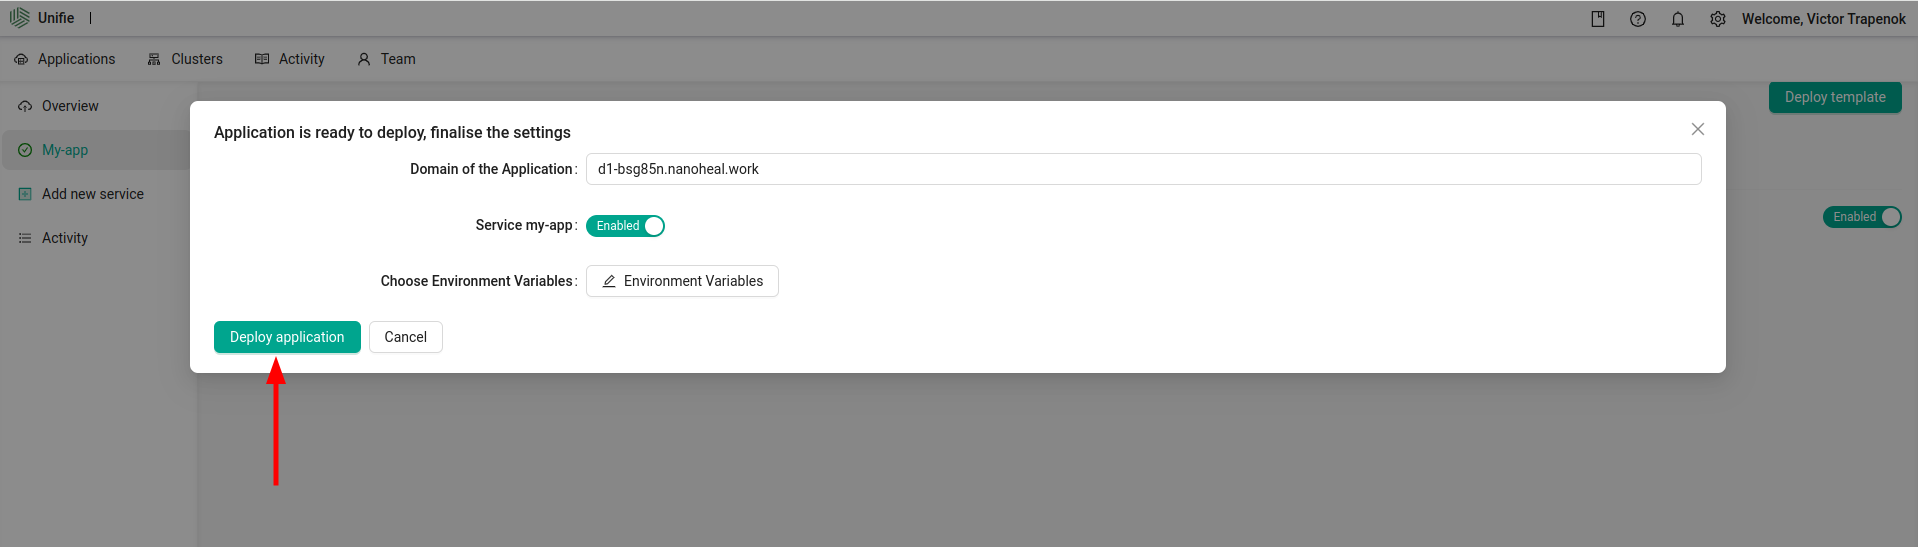 Unifie
Welcome, Victor Trapenok
Applications Clusters Activity Team
Overview
My-app
Add new service
Activity
Deploy template
Enabled
Application is ready to deploy, finalise the settings
Domain of the Application: d1-bsg85n.nanoheal.work
Service my-app: Enabled
Choose Environment Variables: Environment Variables
Deploy application Cancel